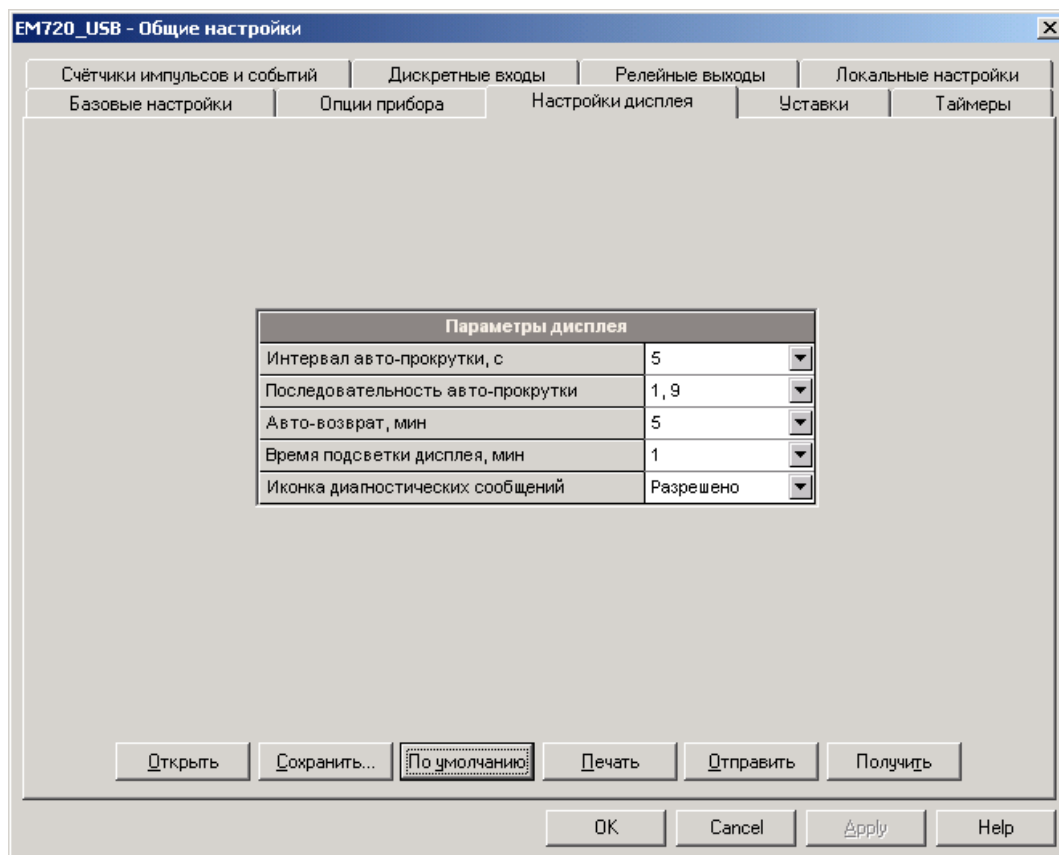 EM720_USB - Общие настройки
Счётчики импульсов и событий Дискретные входы Релейные выходы Локальные настройки
Базовые настройки Опции прибора Настройки дисплея Уставки Таймеры
Параметры дисплея
Интервал авто-прокрутки, с 5
Последовательность авто-прокрутки 1, 9
Авто-возврат, мин 5
Время подсветки дисплея, мин 1
Иконка диагностических сообщений Разрешено
Открыть Сохранить... По умолчанию Печать Отправить Получить
OK Cancel Apply Help